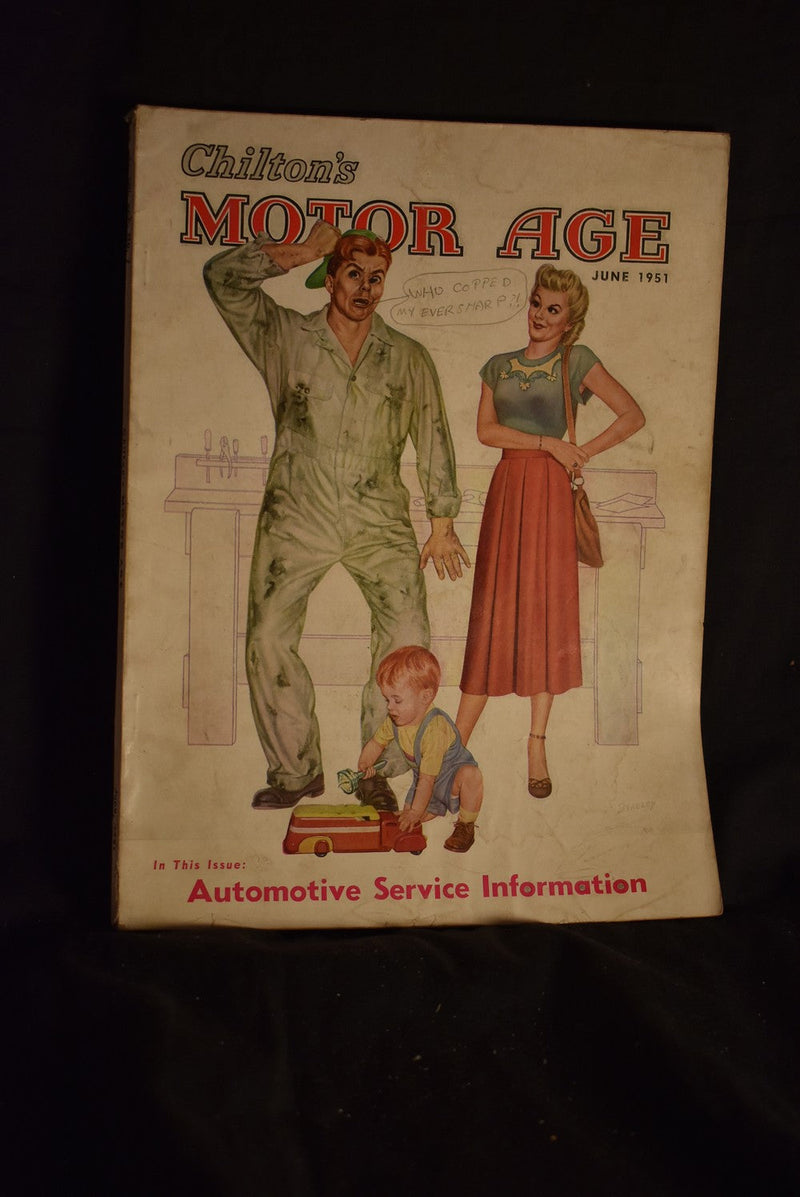 Chilton's
MOTOR AGE
JUNE 1951
WHO COPPED
MY EVERSHARP?!
In This Issue:
Automotive Service Information